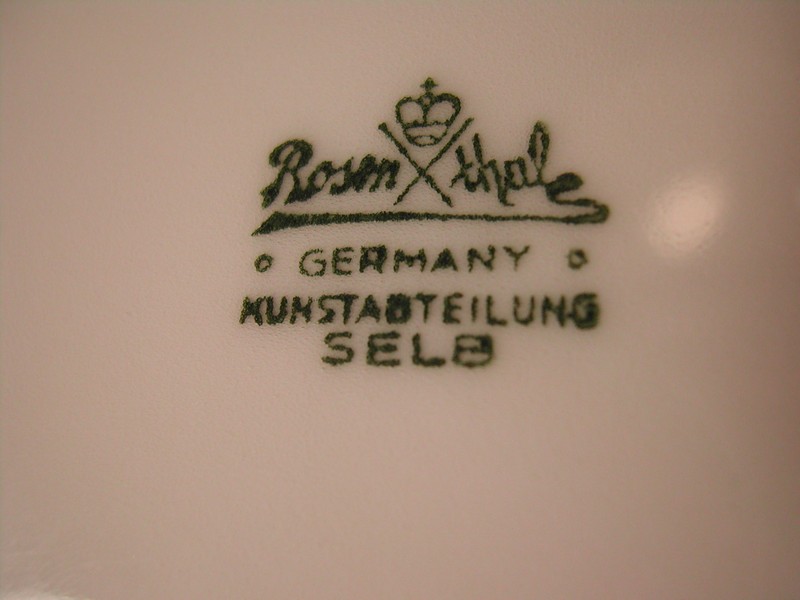 Rosenthal
GERMANY
KUNSTABTEILUNG
SELB